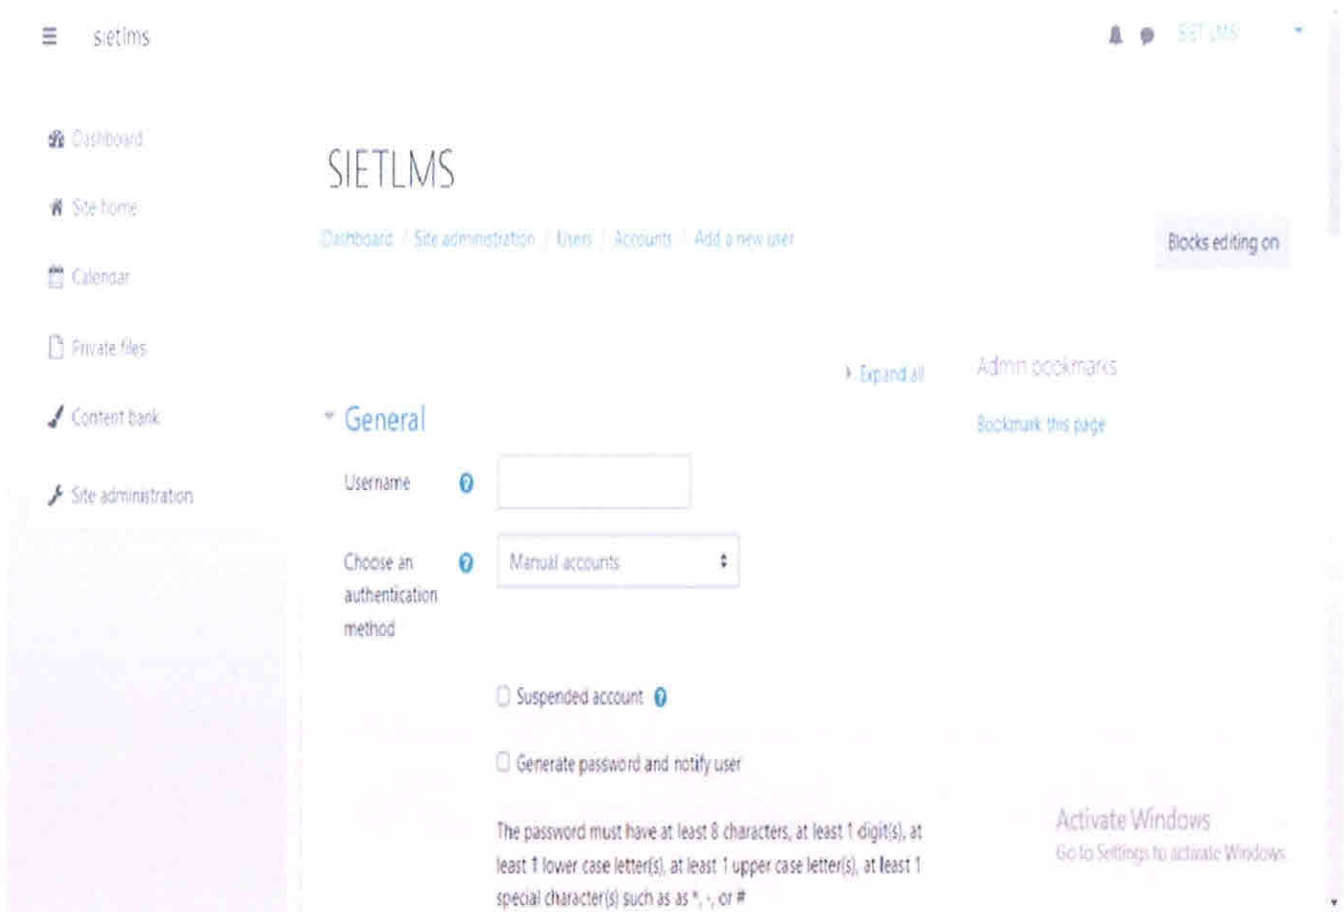 sietlms
SIET LMS
Dashboard
Site home
Calendar
Private files
Content bank
Site administration
SIETLMS
Dashboard / Site administration / Users / Accounts / Add a new user
Blocks editing on
Expand all
General
Username
Choose an
authentication
method
Manual accounts
Suspended account
Generate password and notify user
The password must have at least 8 characters, at least 1 digit(s), at
least 1 lower case letter(s), at least 1 upper case letter(s), at least 1
special character(s) such as as *, -, or #
Admin bookmarks
Bookmark this page
Activate Windows
Go to Settings to activate Windows.